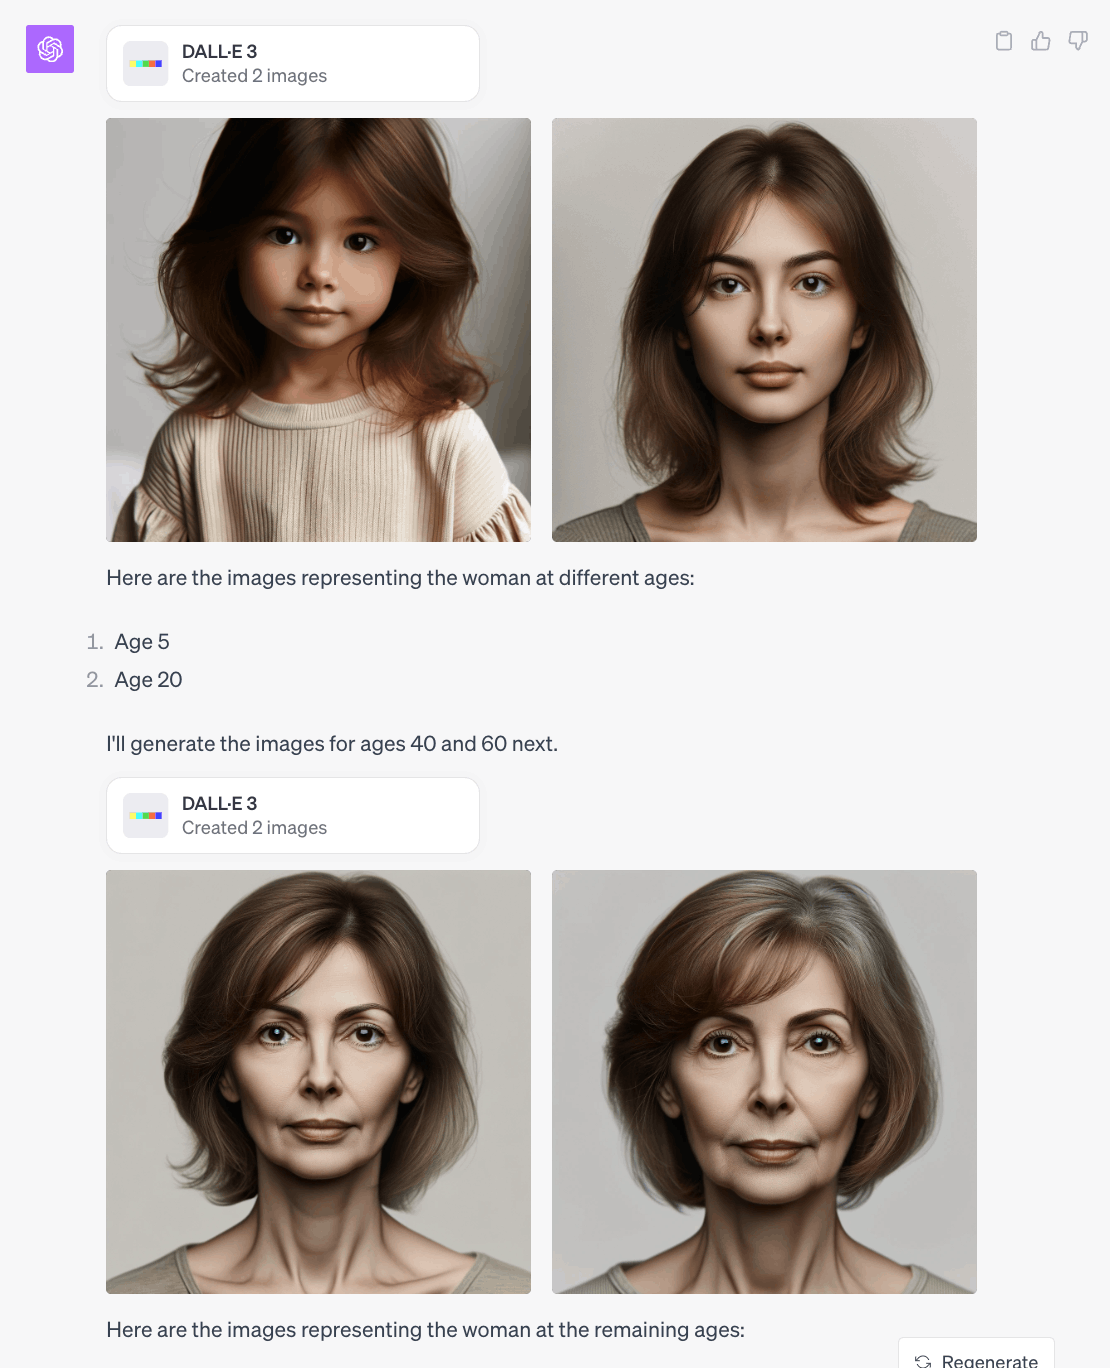 DALL·E 3
Created 2 images
Here are the images representing the woman at different ages:
1. Age 5
2. Age 20
I'll generate the images for ages 40 and 60 next.
DALL·E 3
Created 2 images
Here are the images representing the woman at the remaining ages:
Regenerate